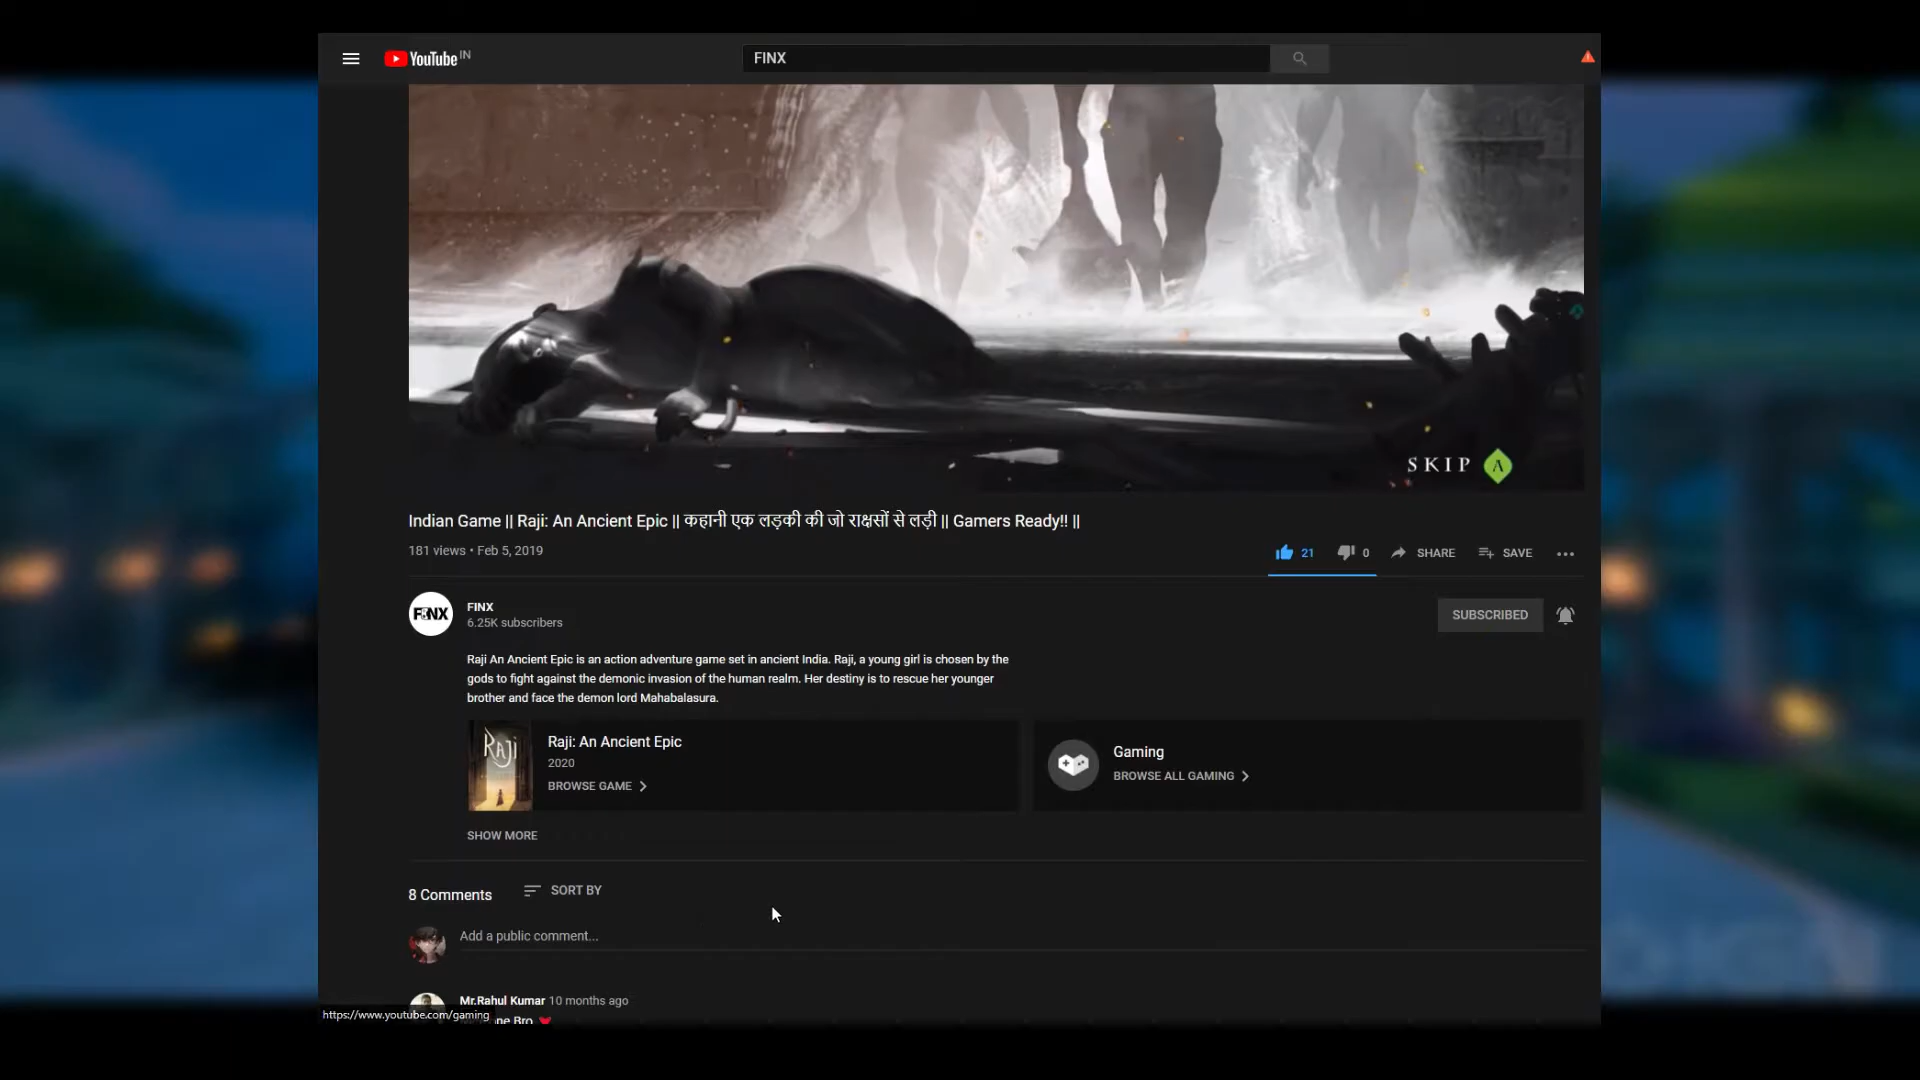 YouTube IN
FINX
SKIP A
Indian Game || Raji: An Ancient Epic || कहानी एक लड़की की जो राक्षसों से लड़ी || Gamers Ready!! ||
181 views • Feb 5, 2019
21
0
SHARE
SAVE
FINX
FINX
6.25K subscribers
SUBSCRIBED
Raji An Ancient Epic is an action adventure game set in ancient India. Raji, a young girl is chosen by the
gods to fight against the demonic invasion of the human realm. Her destiny is to rescue her younger
brother and face the demon lord Mahabalasura.
RAJI
Raji: An Ancient Epic
2020
BROWSE GAME
Gaming
BROWSE ALL GAMING
SHOW MORE
8 Comments
SORT BY
Add a public comment...
Mr.Rahul Kumar 10 months ago
Bro
https://www.youtube.com/gaming